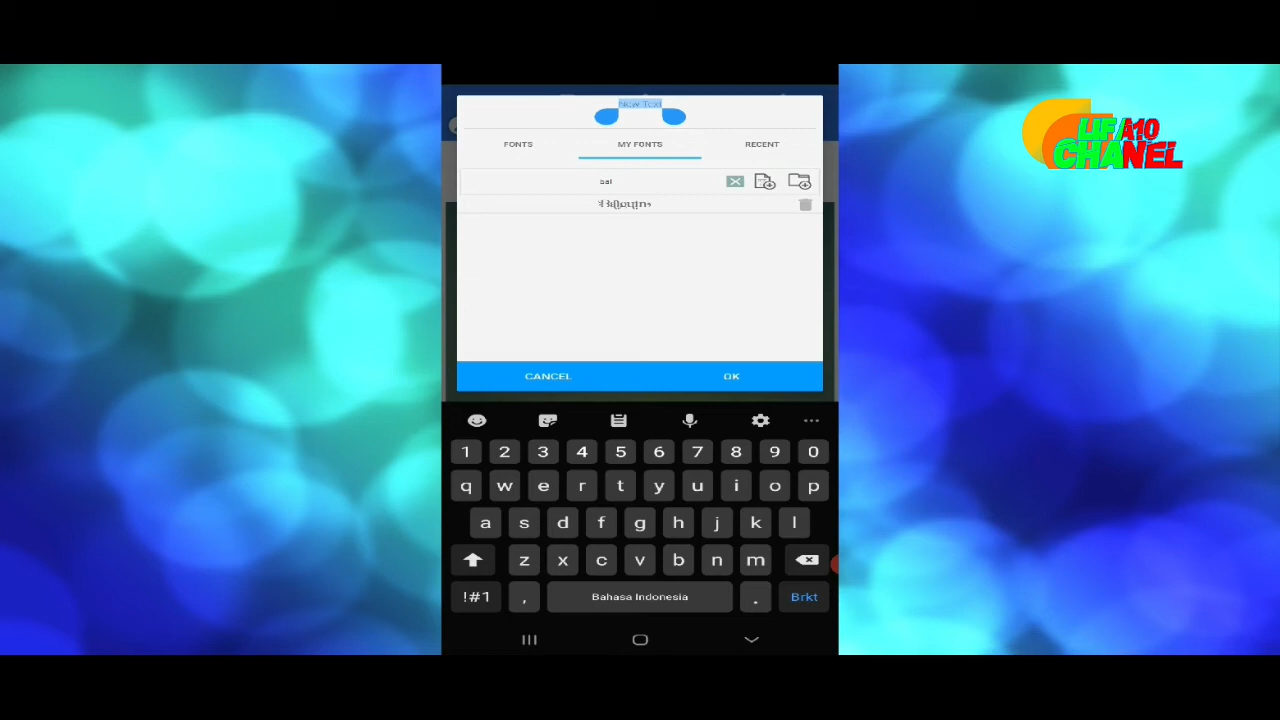 New Text
FONTS MY FONTS RECENT
bal
CANCEL OK
1 2 3 4 5 6 7 8 9 0
q w e r t y u i o p
a s d f g h j k l
z x c v b n m
!#1 , Bahasa Indonesia . Brkt
LIFA10
CHANEL